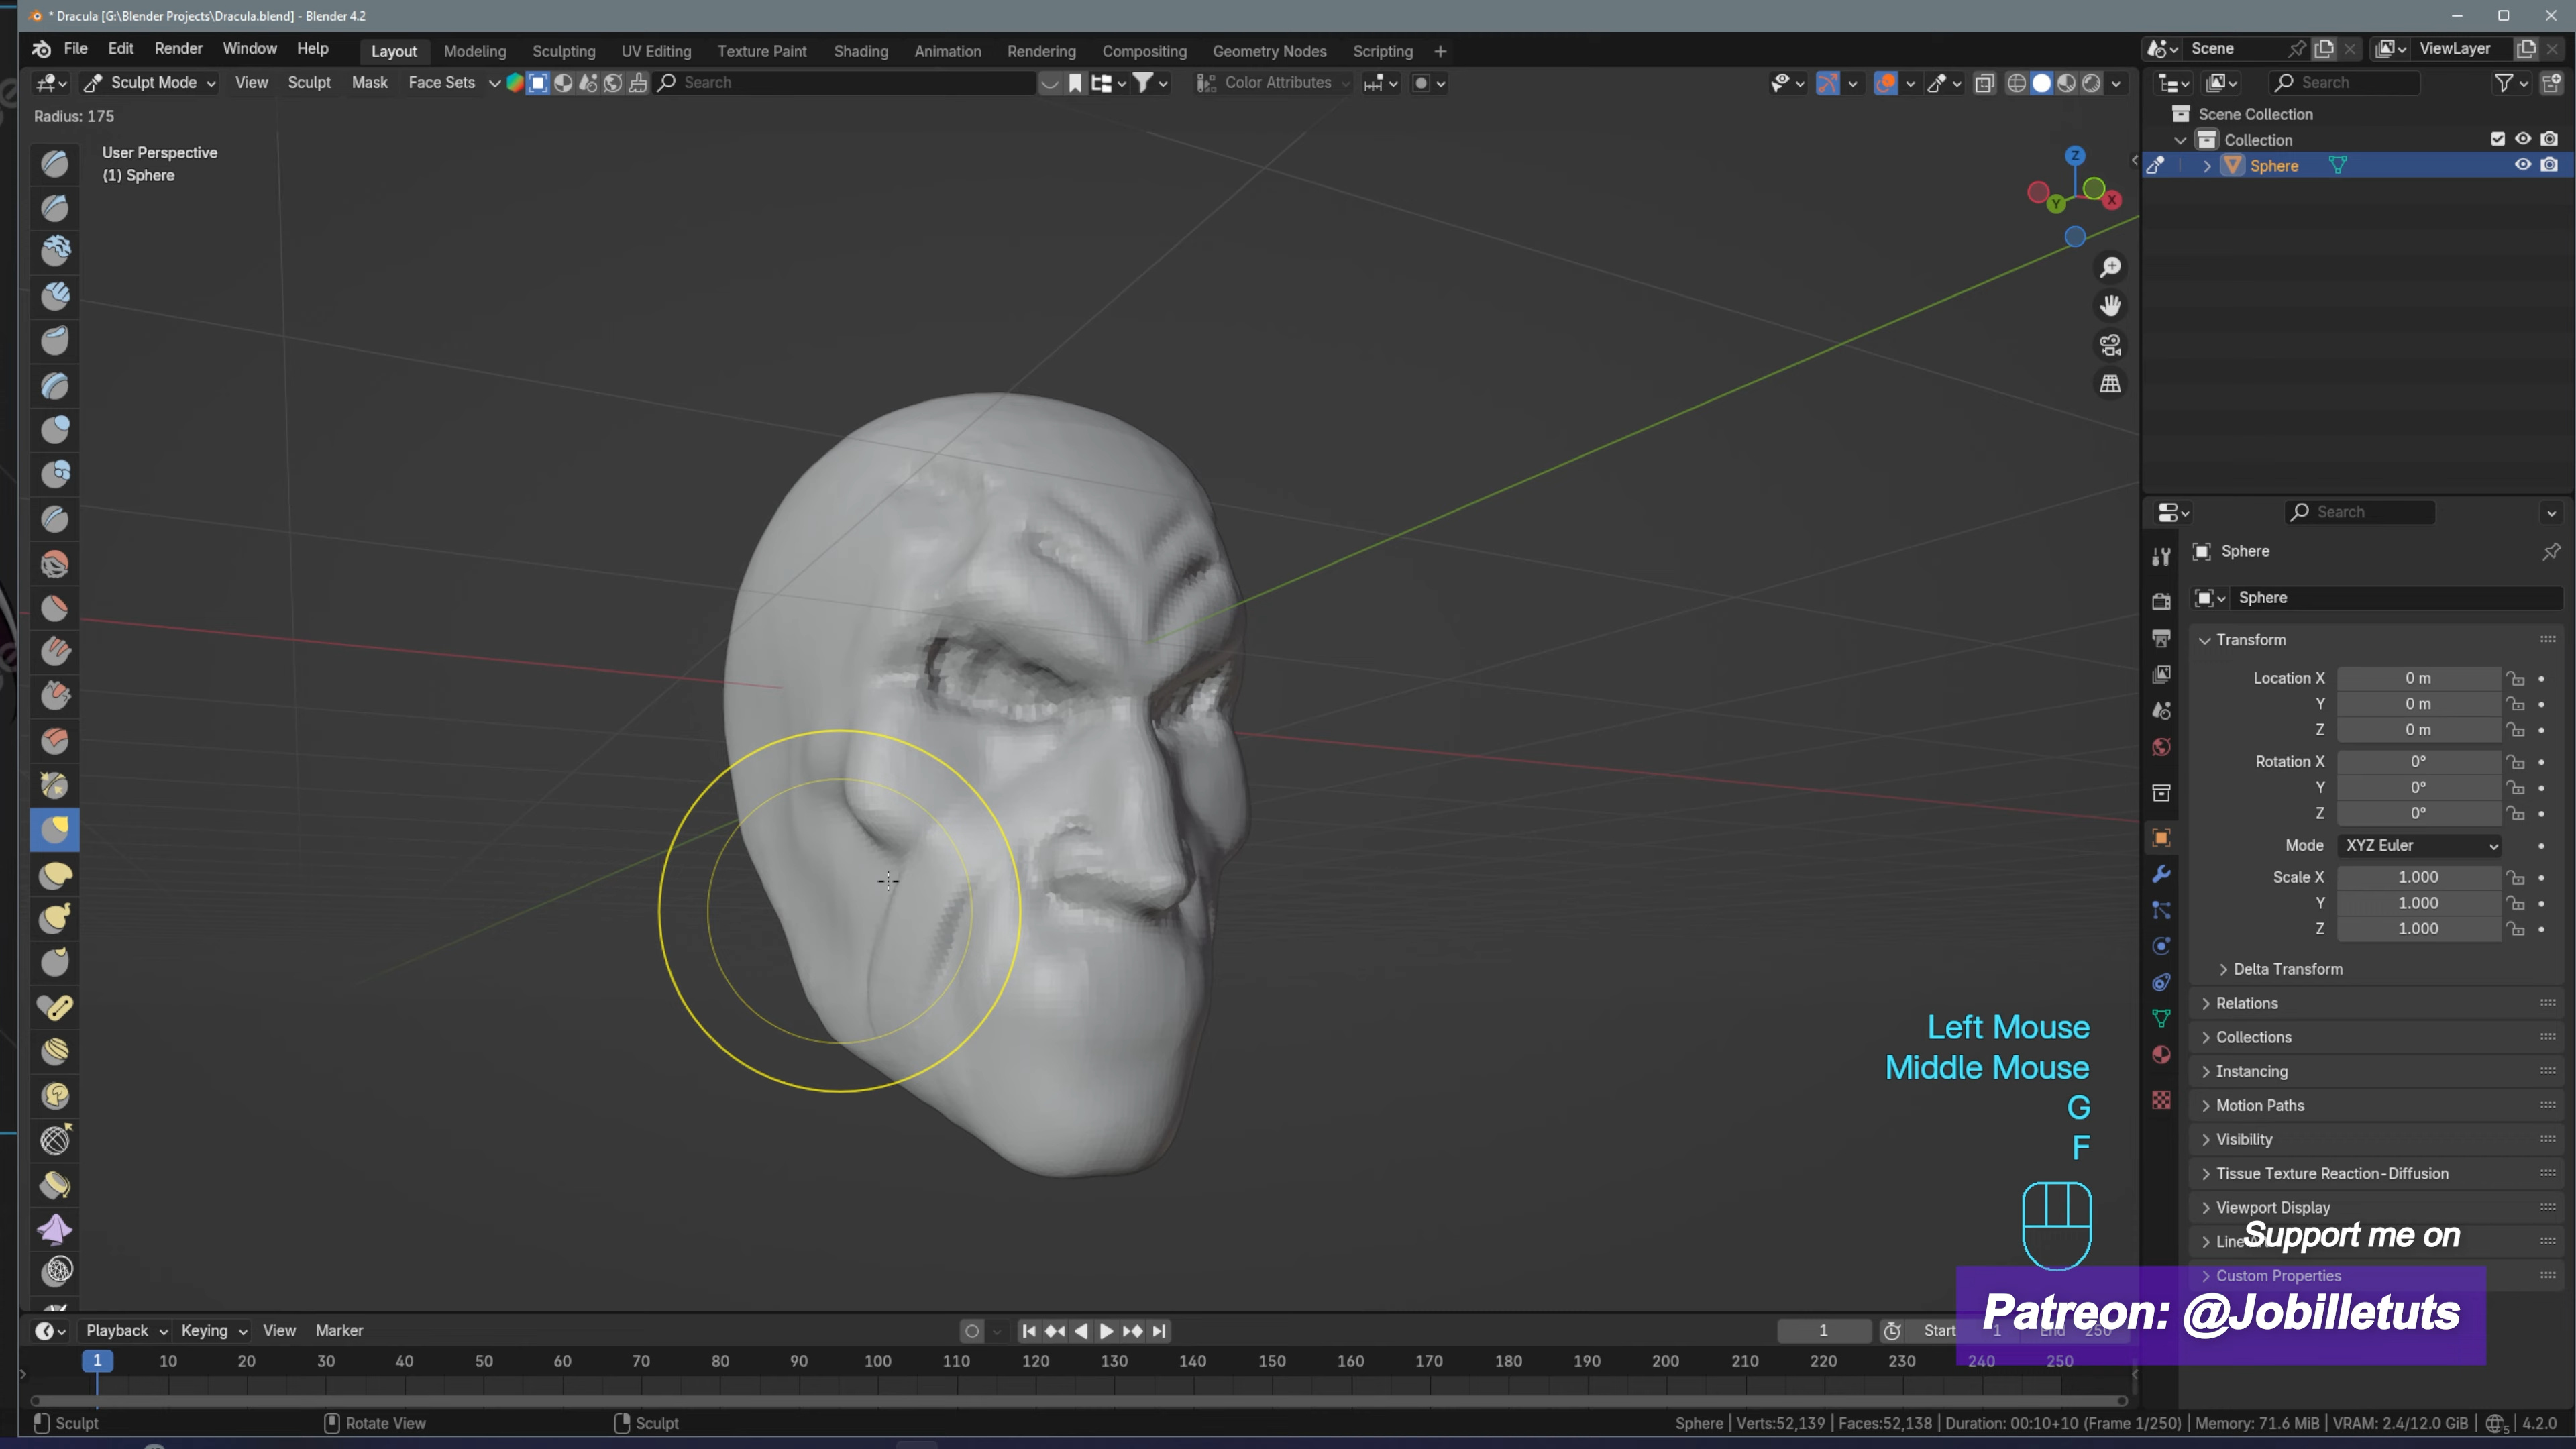 * Dracula [G:\Blender Projects\Dracula.blend] - Blender 4.2
File Edit Render Window Help Layout Modeling Sculpting UV Editing Texture Paint Shading Animation Rendering Compositing Geometry Nodes Scripting + Scene ViewLayer
Sculpt Mode View Sculpt Mask Face Sets Search Color Attributes Search
Radius: 175
User Perspective
(1) Sphere
Z
Y
X
Scene Collection
Collection
Sphere
Search
Sphere
Sphere
Transform
Location X 0 m
Y 0 m
Z 0 m
Rotation X 0°
Y 0°
Z 0°
Mode XYZ Euler
Scale X 1.000
Y 1.000
Z 1.000
Delta Transform
Relations
Collections
Instancing
Motion Paths
Visibility
Tissue Texture Reaction-Diffusion
Viewport Display
Custom Properties
Left Mouse
Middle Mouse
G
F
Support me on
Patreon: @Jobilletuts
Playback Keying View Marker 1 Start 1 End 250
1 10 20 30 40 50 60 70 80 90 100 110 120 130 140 150 160 170 180 190 200 210 220 230 240 250
Sculpt Rotate View Sculpt Sphere | Verts:52,139 | Faces:52,138 | Duration: 00:10+10 (Frame 1/250) | Memory: 71.6 MiB | VRAM: 2.4/12.0 GiB | 5 | 4.2.0